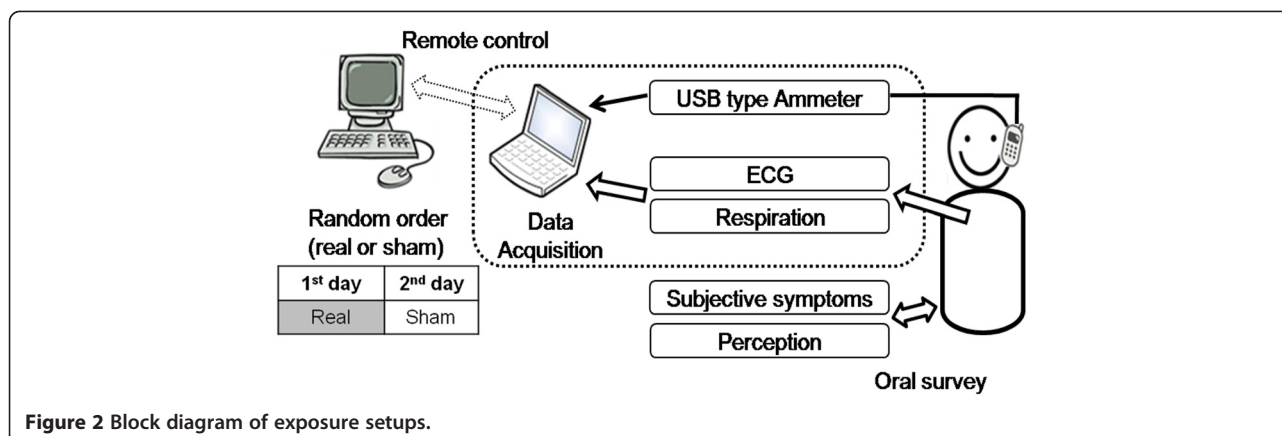 Remote control
USB type Ammeter
ECG
Respiration
Random order
(real or sham)
Data
Acquisition
1st day 2nd day
Real Sham
Subjective symptoms
Perception
Oral survey
Figure 2 Block diagram of exposure setups.